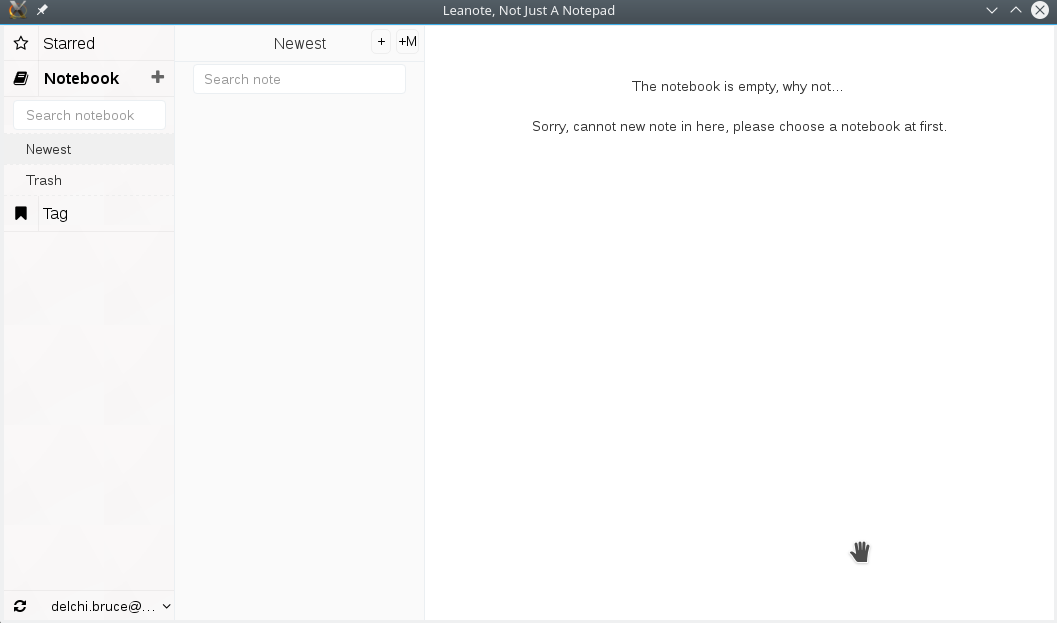 Leanote, Not Just A Notepad
Starred
Notebook
Search notebook
Newest
Trash
Tag
delchi.bruce@...
Newest + +M
Search note
The notebook is empty, why not...
Sorry, cannot new note in here, please choose a notebook at first.